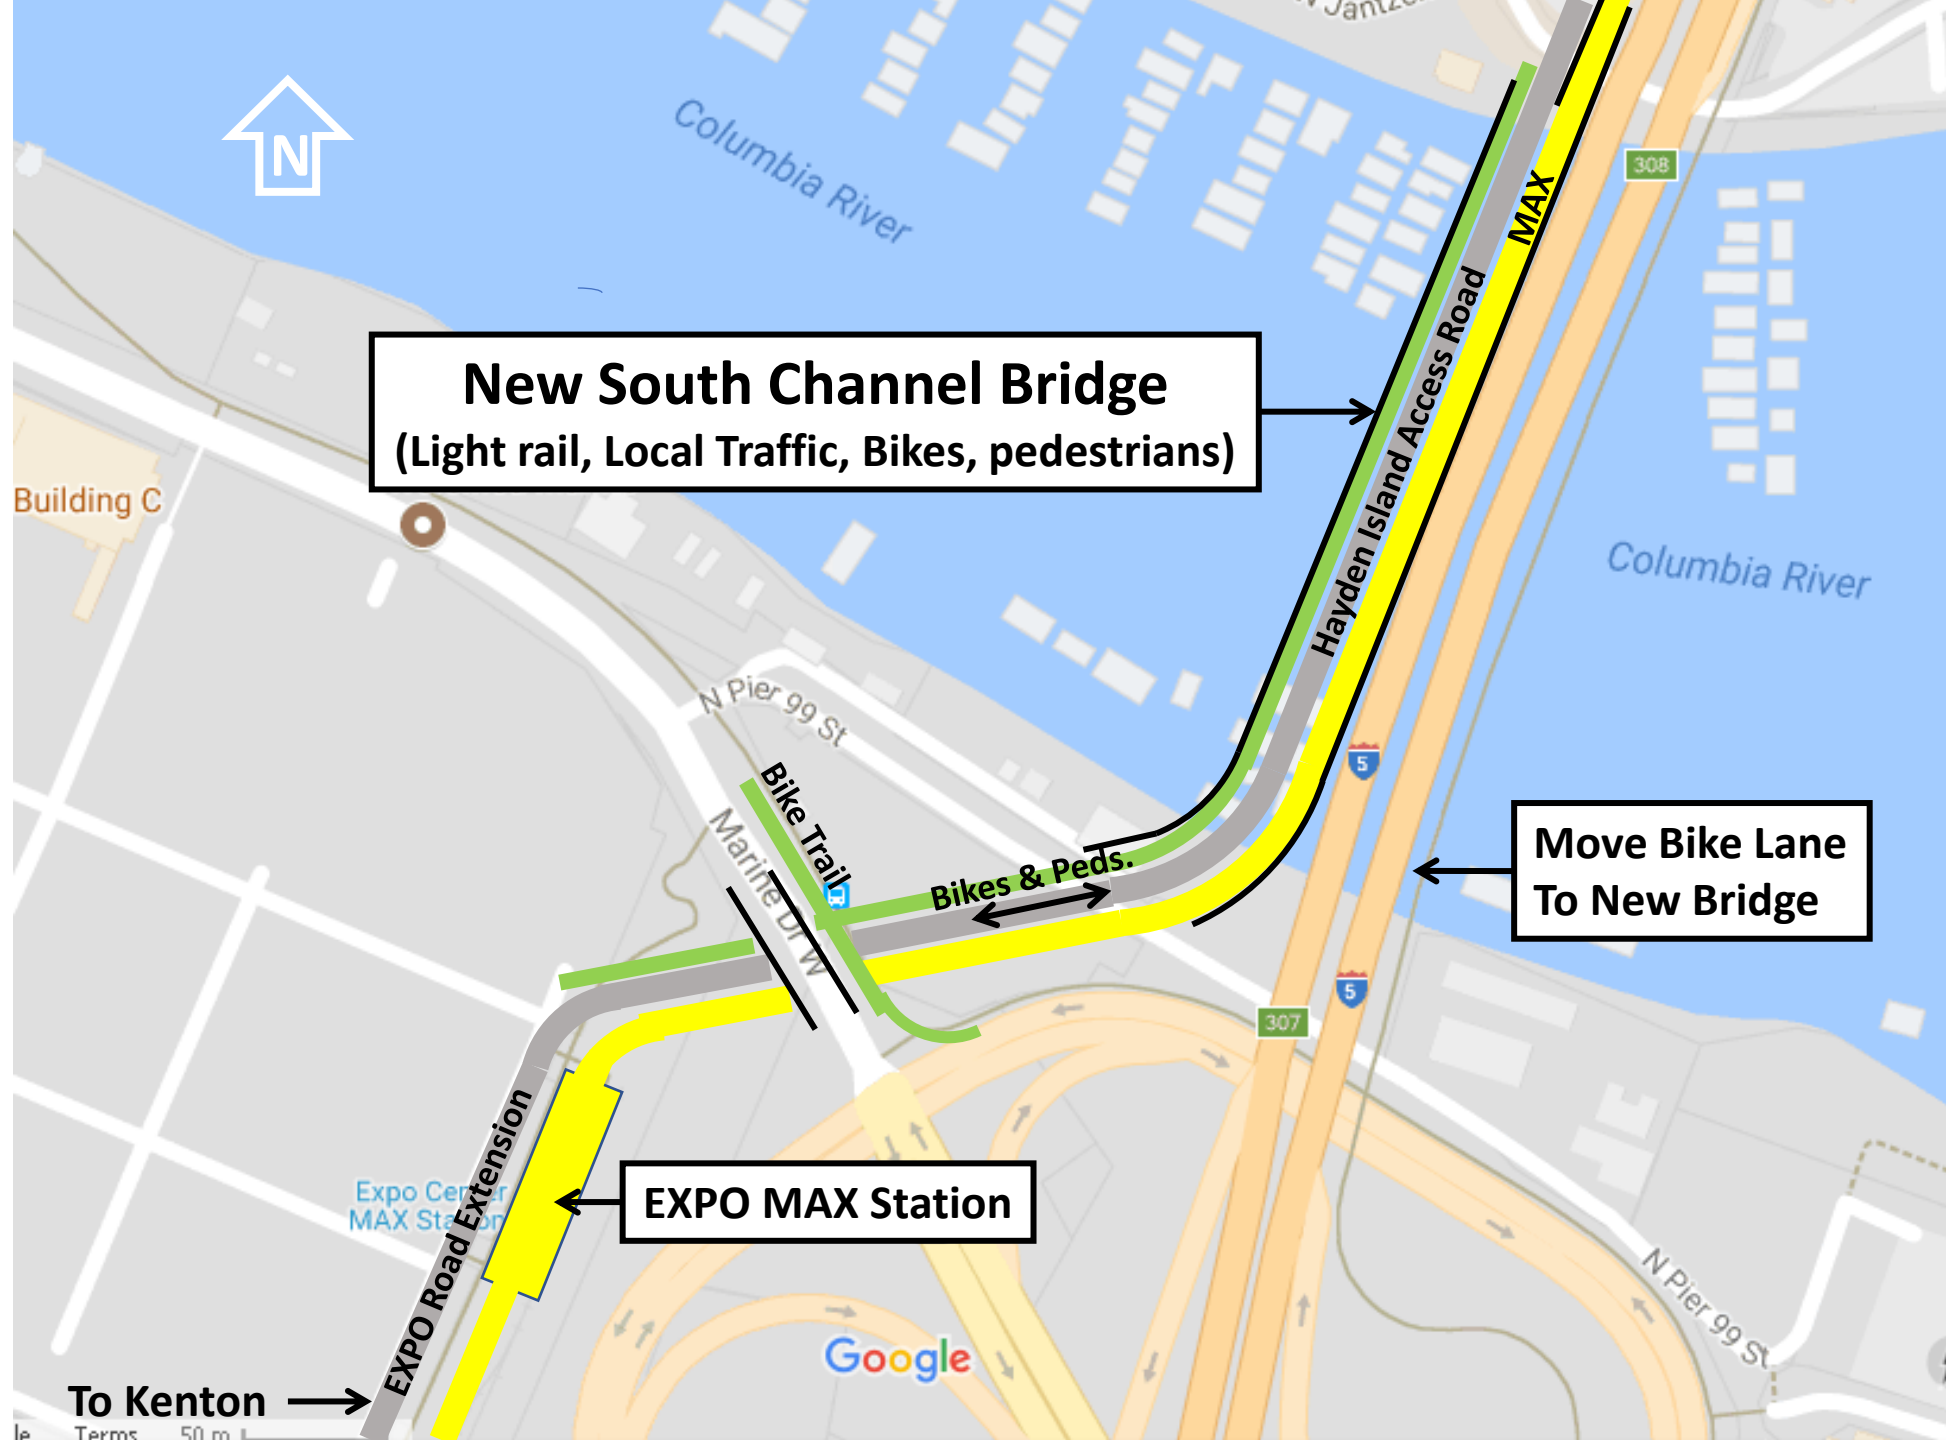 N Jantze
N
Columbia River
308
MAX
New South Channel Bridge
(Light rail, Local Traffic, Bikes, pedestrians)
Hayden Island Access Road
Building C
Columbia River
N Pier 99 St
5
Bike Trail
Marine Dr W
Bikes & Peds.
Move Bike Lane
To New Bridge
5
307
EXPO Road Extension
Expo Center
MAX Station
EXPO MAX Station
N Pier 99 St
Google
To Kenton
le
Terms
50 m